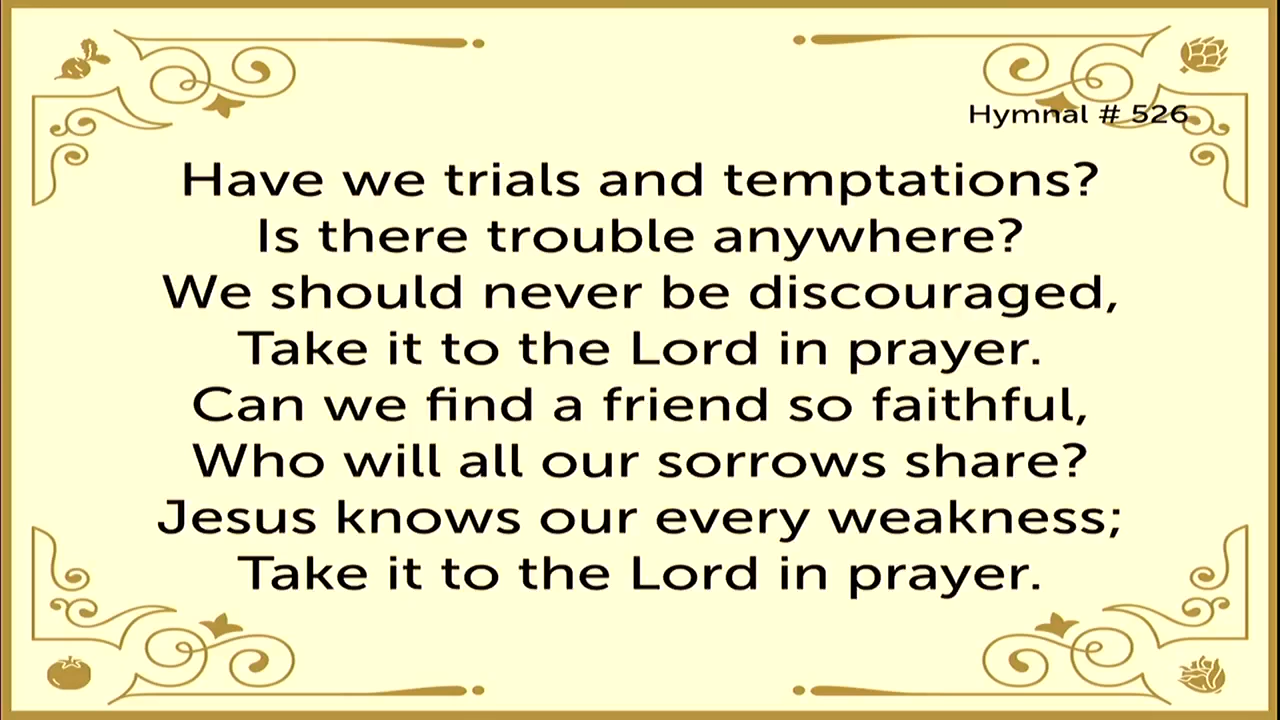 Hymnal # 526
Have we trials and temptations?
Is there trouble anywhere?
We should never be discouraged,
Take it to the Lord in prayer.
Can we find a friend so faithful,
Who will all our sorrows share?
Jesus knows our every weakness;
Take it to the Lord in prayer.